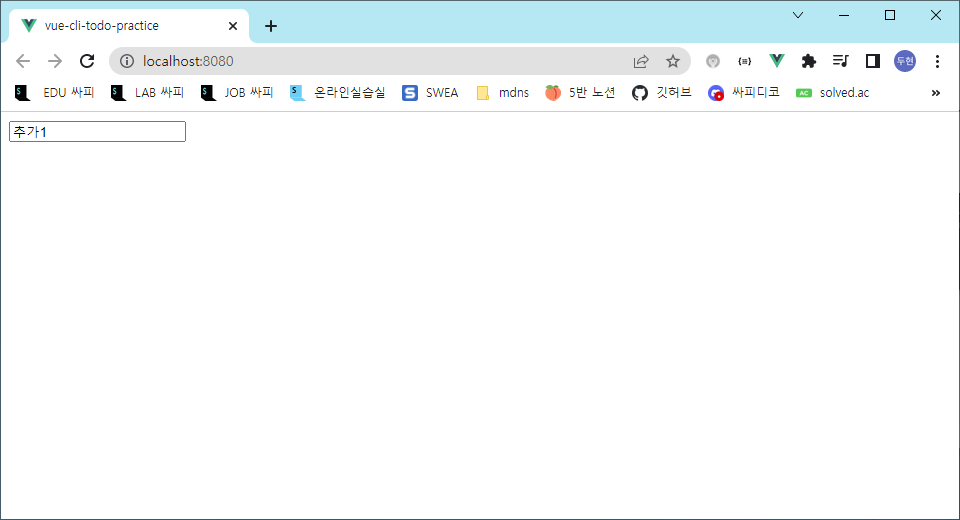 vue-cli-todo-practice
localhost:8080
두현
EDU 싸피 LAB 싸피 JOB 싸피 온라인실습실 SWEA mdns 5반 노션 깃허브 싸피디코 AC solved.ac
추가1